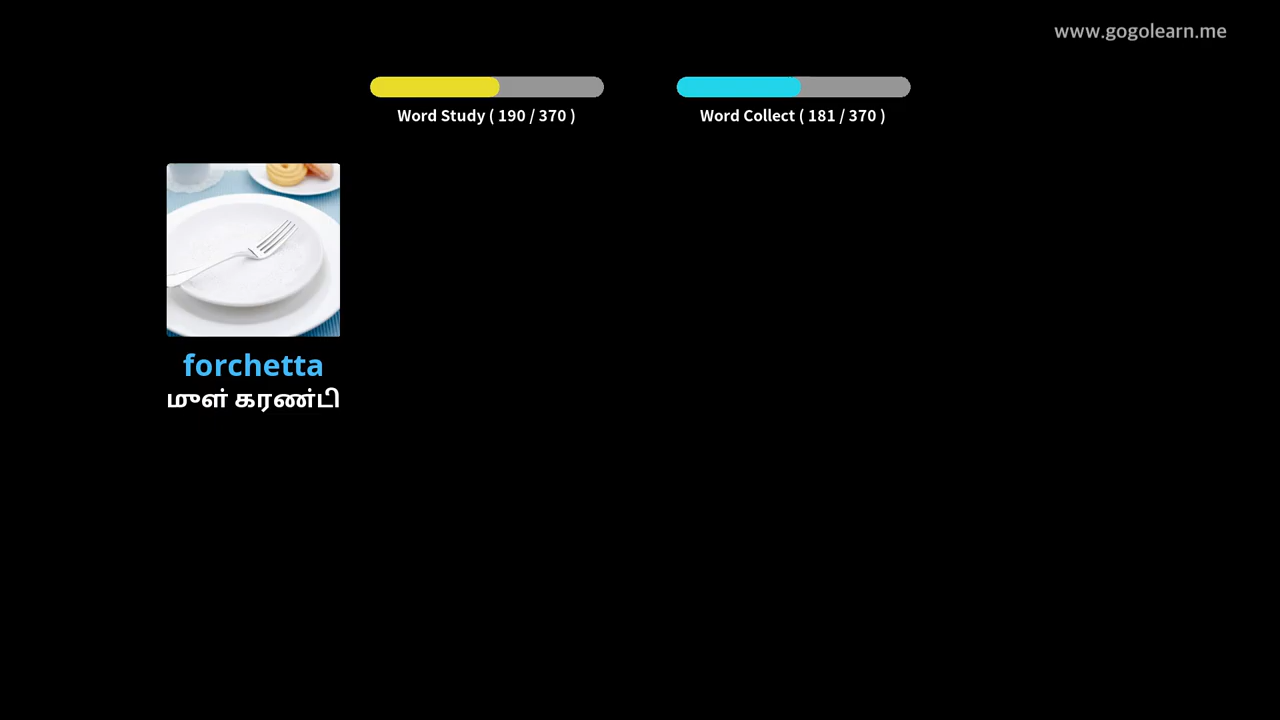 www.gogolearn.me
Word Study ( 190 / 370 )
Word Collect ( 181 / 370 )
forchetta
முள் கரண்டி